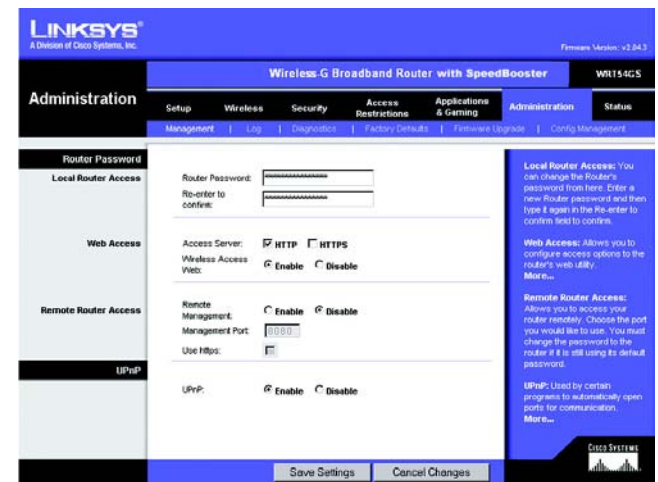 LINKSYS®
A Division of Cisco Systems, Inc.
Firmware Version: v2.04.3
Wireless-G Broadband Router with SpeedBooster
WRT54GS
Administration
Setup
Wireless
Security
Access Restrictions
Applications & Gaming
Administration
Status
Management | Log | Diagnostics | Factory Defaults | Firmware Upgrade | Config Management
Router Password
Local Router Access
Router Password:
Re-enter to
confirm:
Web Access
Access Server: HTTP HTTPS
Wireless Access
Web:
Enable Disable
Remote Router Access
Remote
Management:
Enable Disable
Management Port: 8080
Use https:
UPnP
UPnP: Enable Disable
Local Router Access: You
can change the Router's
password from here. Enter a
new Router password and then
type it again in the Re-enter to
confirm field to confirm.
Web Access: Allows you to
configure access options to the
router's web utility.
More...
Remote Router Access:
Allows you to access your
router remotely. Choose the port
you would like to use. You must
change the password to the
router if it is still using its default
password.
UPnP: Used by certain
programs to automatically open
ports for communication.
More...
Save Settings
Cancel Changes
CISCO SYSTEMS